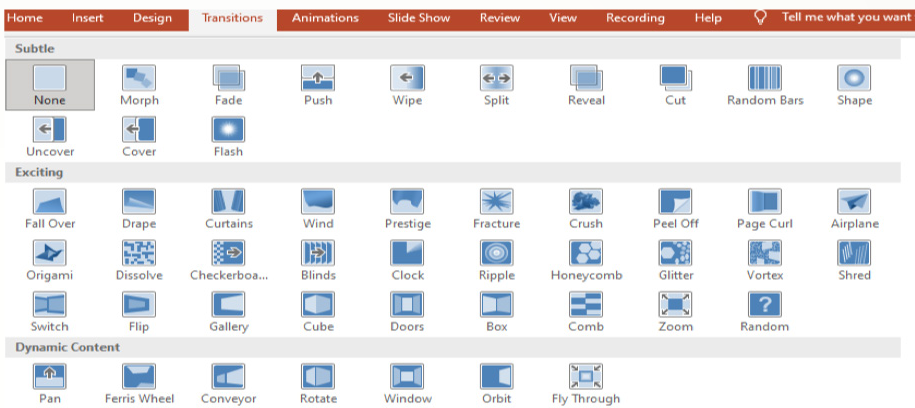 Home Insert Design Transitions Animations Slide Show Review View Recording Help Tell me what you want
Subtle
None Morph Fade Push Wipe Split Reveal Cut Random Bars Shape
Uncover Cover Flash
Exciting
Fall Over Drape Curtains Wind Prestige Fracture Crush Peel Off Page Curl Airplane
Origami Dissolve Checkerboa... Blinds Clock Ripple Honeycomb Glitter Vortex Shred
Switch Flip Gallery Cube Doors Box Comb Zoom Random
?
Dynamic Content
Pan Ferris Wheel Conveyor Rotate Window Orbit Fly Through